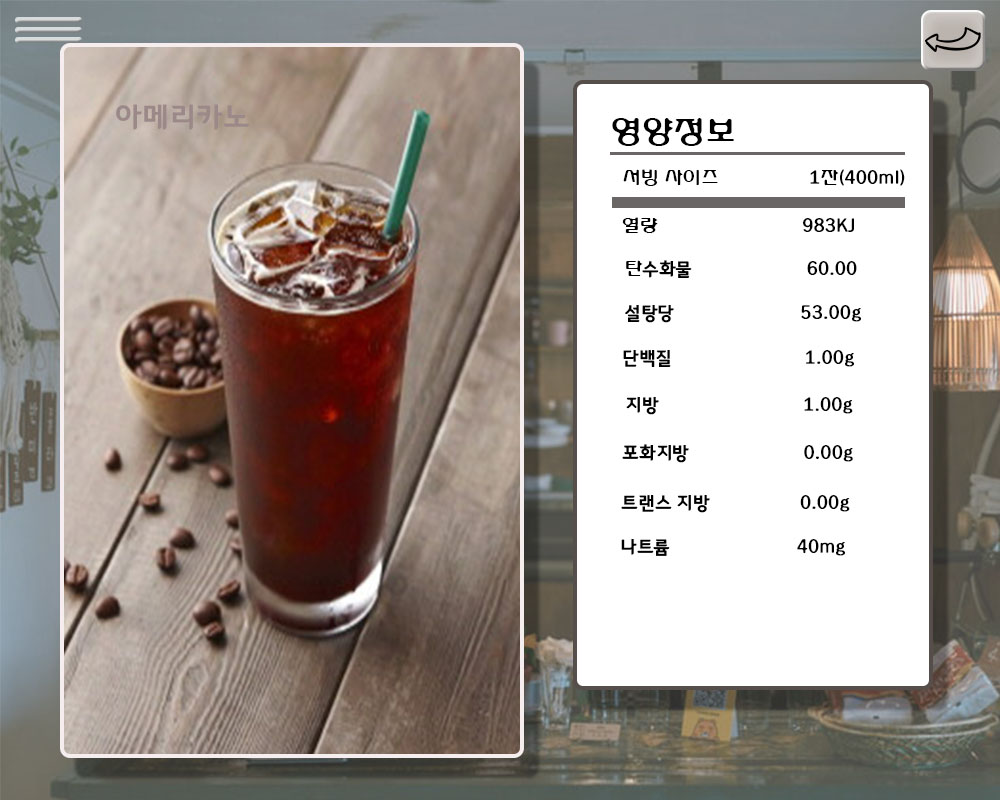 아메리카노
영양정보
서빙 사이즈 1잔(400ml)
열량 983KJ
탄수화물 60.00
설탕당 53.00g
단백질 1.00g
지방 1.00g
포화지방 0.00g
트랜스 지방 0.00g
나트륨 40mg